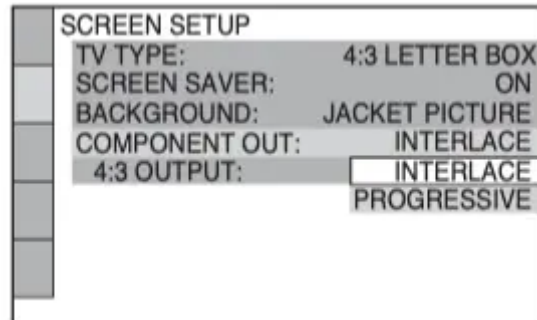 SCREEN SETUP
TV TYPE: 4:3 LETTER BOX
SCREEN SAVER: ON
BACKGROUND: JACKET PICTURE
COMPONENT OUT: INTERLACE
4:3 OUTPUT: INTERLACE
PROGRESSIVE